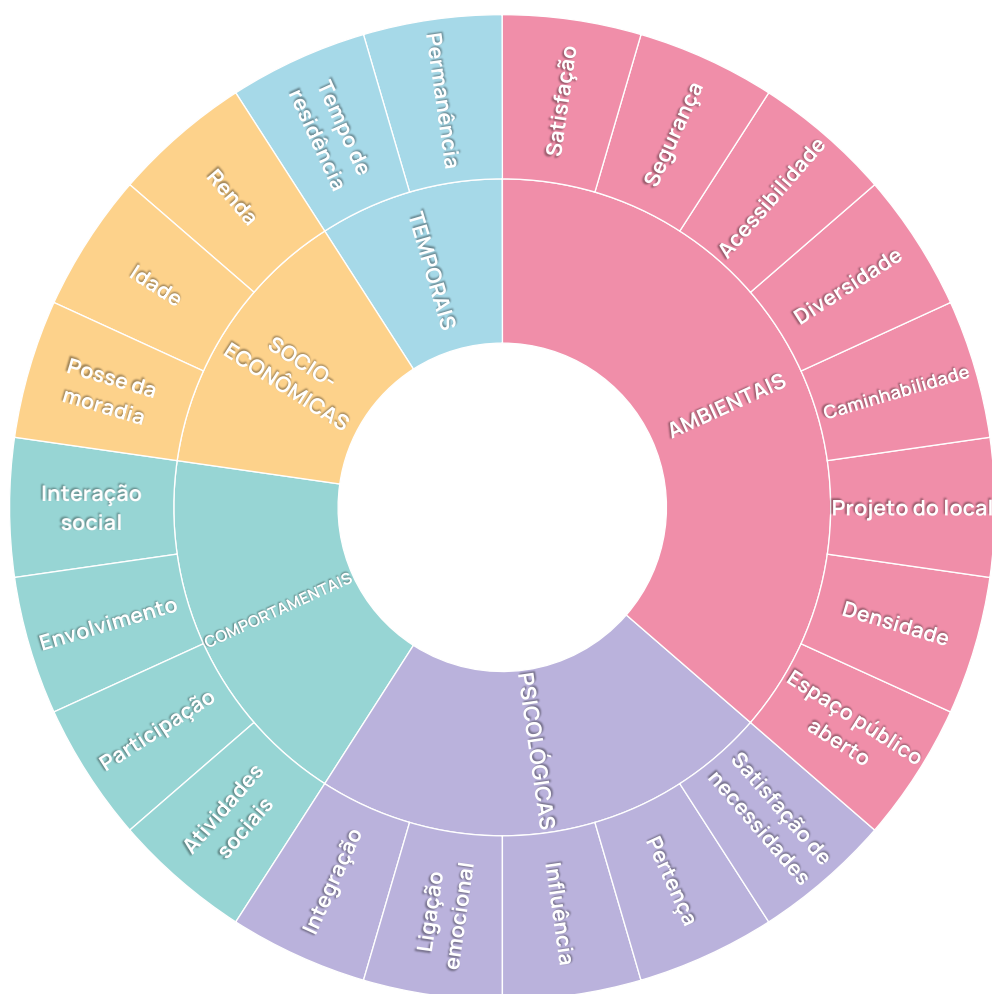 AMBIENTAIS
Satisfação
Segurança
Acessibilidade
Diversidade
Caminhabilidade
Projeto do local
Densidade
Espaço público
aberto
PSICOLÓGICAS
Satisfação de
necessidades
Pertença
Influência
Ligação
emocional
Integração
COMPORTAMENTAIS
Atividades
sociais
Participação
Envolvimento
Interação
social
SOCIO-
ECONÔMICAS
Posse da
moradia
Idade
Renda
TEMPORAIS
Tempo de
residência
Permanência